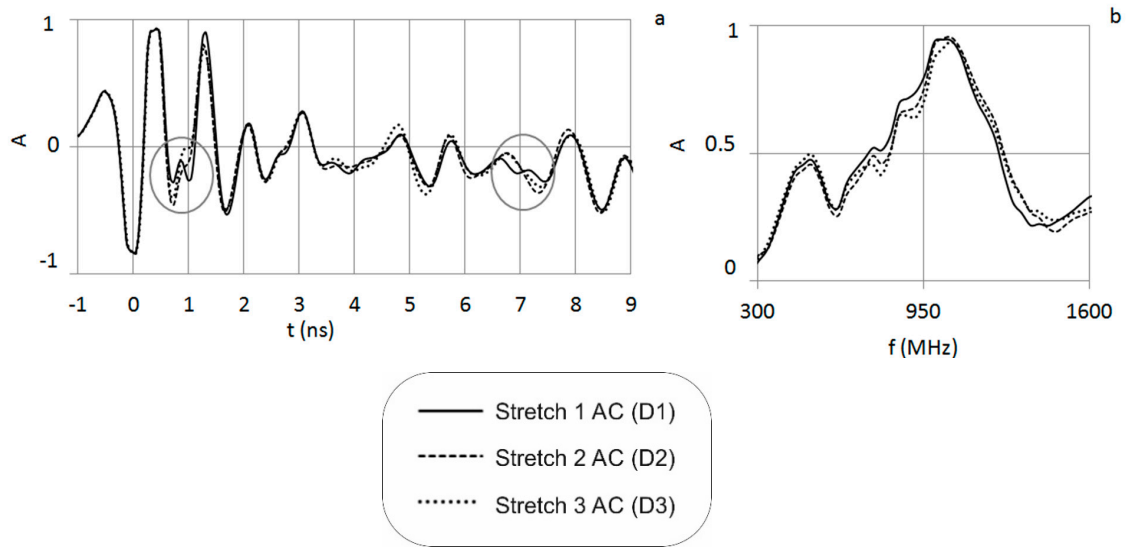 a
1
0
-1
A
-1 0 1 2 3 4 5 6 7 8 9
t (ns)
b
1
0.5
0
A
300 950 1600
f (MHz)
Stretch 1 AC (D1)
Stretch 2 AC (D2)
Stretch 3 AC (D3)